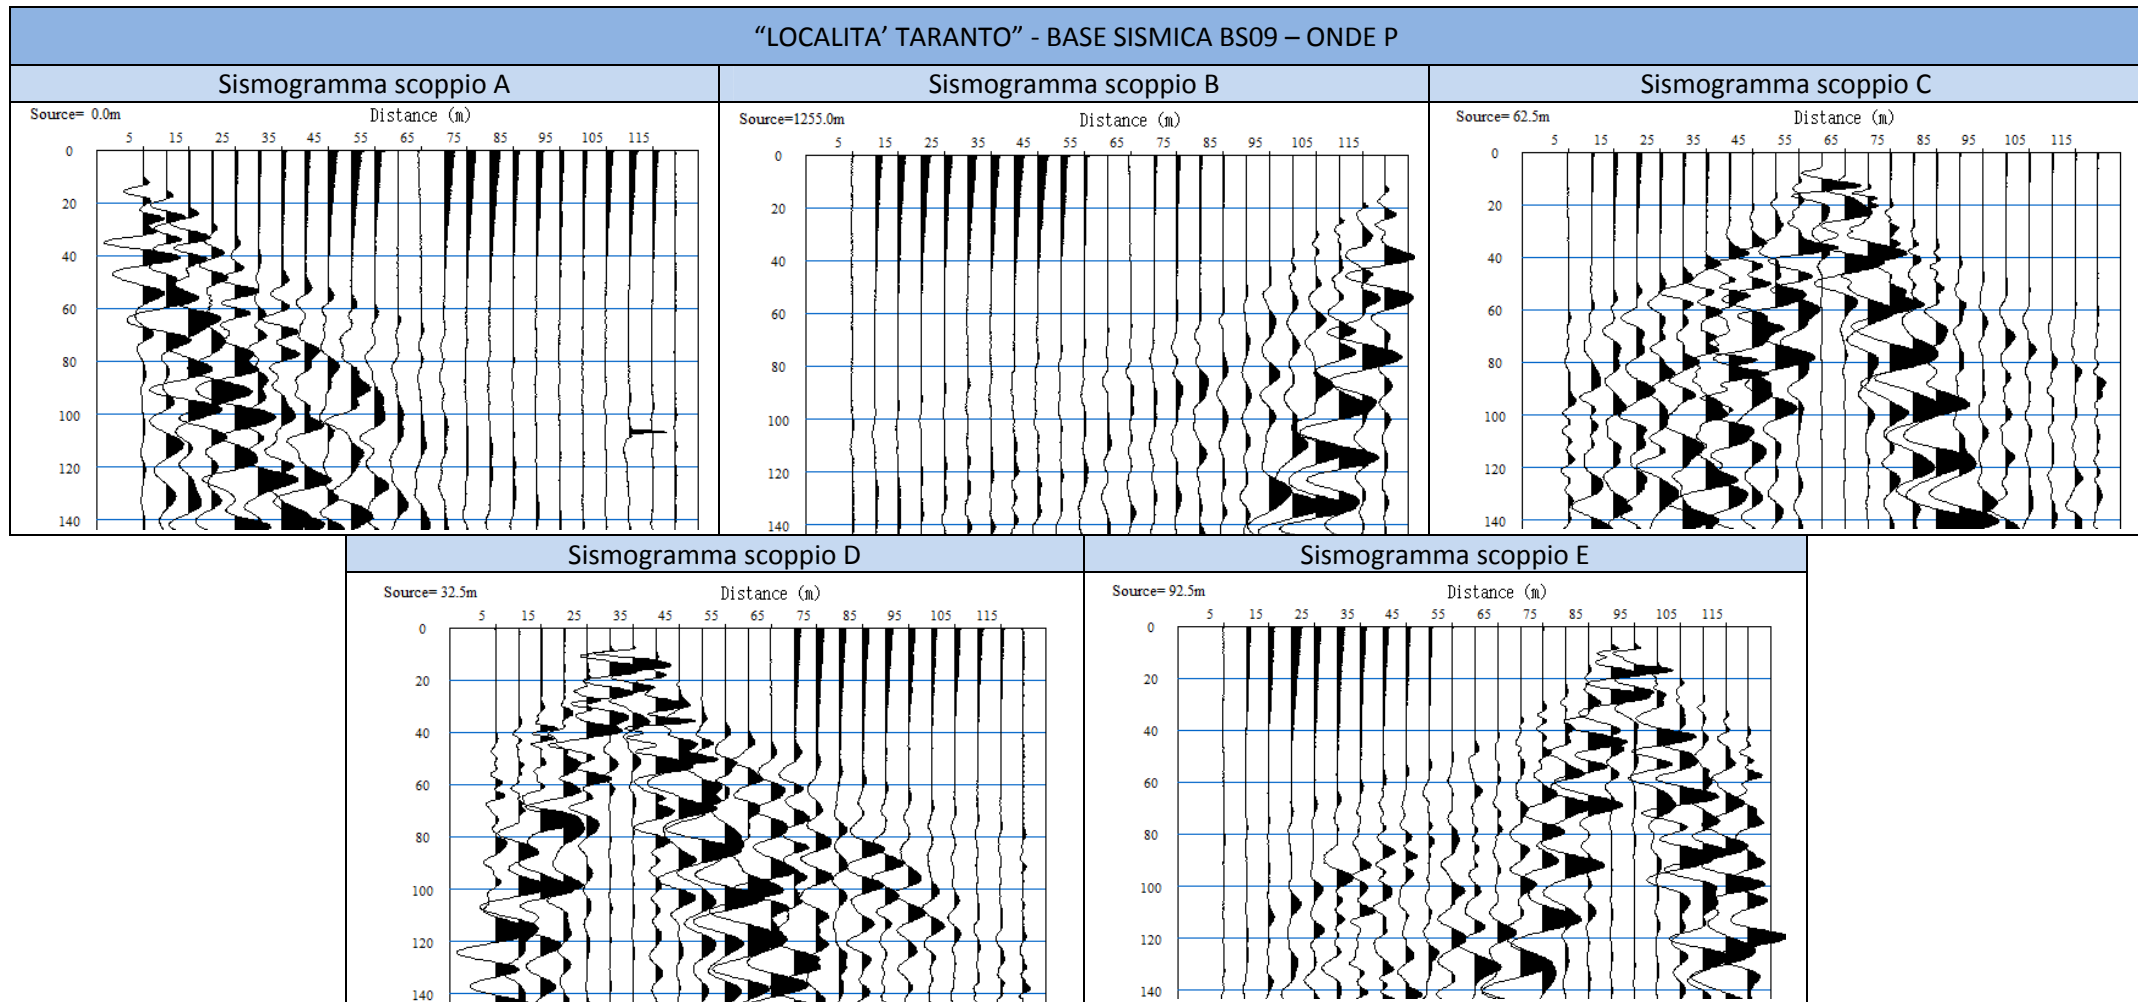 “LOCALITA’ TARANTO” - BASE SISMICA BS09 – ONDE P
Sismogramma scoppio A
Sismogramma scoppio B
Sismogramma scoppio C
Source= 0.0m
Distance (m)
5 15 25 35 45 55 65 75 85 95 105 115
0
20
40
60
80
100
120
140
Source=1255.0m
Distance (m)
5 15 25 35 45 55 65 75 85 95 105 115
0
20
40
60
80
100
120
140
Source= 62.5m
Distance (m)
5 15 25 35 45 55 65 75 85 95 105 115
0
20
40
60
80
100
120
140
Sismogramma scoppio D
Sismogramma scoppio E
Source= 32.5m
Distance (m)
5 15 25 35 45 55 65 75 85 95 105 115
0
20
40
60
80
100
120
140
Source= 92.5m
Distance (m)
5 15 25 35 45 55 65 75 85 95 105 115
0
20
40
60
80
100
120
140